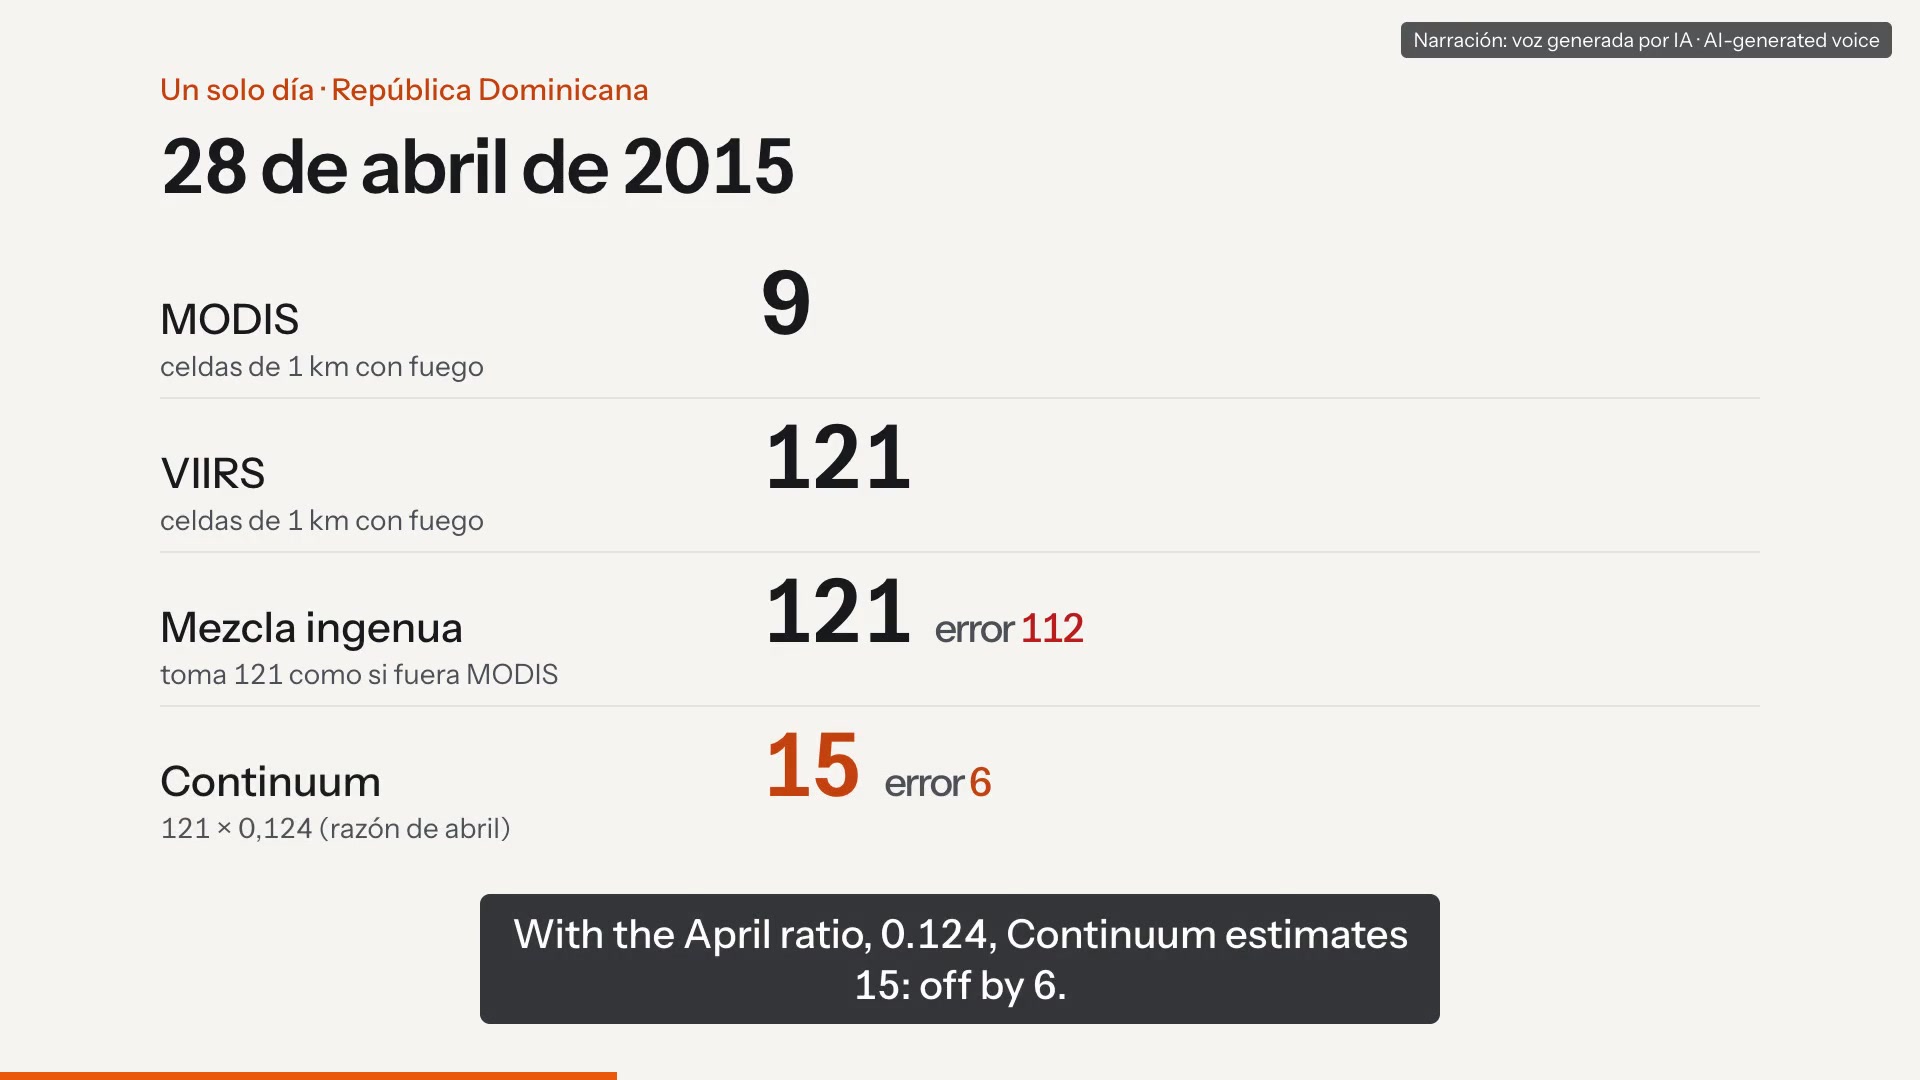 Narración: voz generada por IA · AI-generated voice
Un solo día · República Dominicana
28 de abril de 2015
MODIS
9
celdas de 1 km con fuego
VIIRS
121
celdas de 1 km con fuego
Mezcla ingenua
121 error 112
toma 121 como si fuera MODIS
Continuum
15 error 6
121 × 0,124 (razón de abril)
With the April ratio, 0.124, Continuum estimates
15: off by 6.